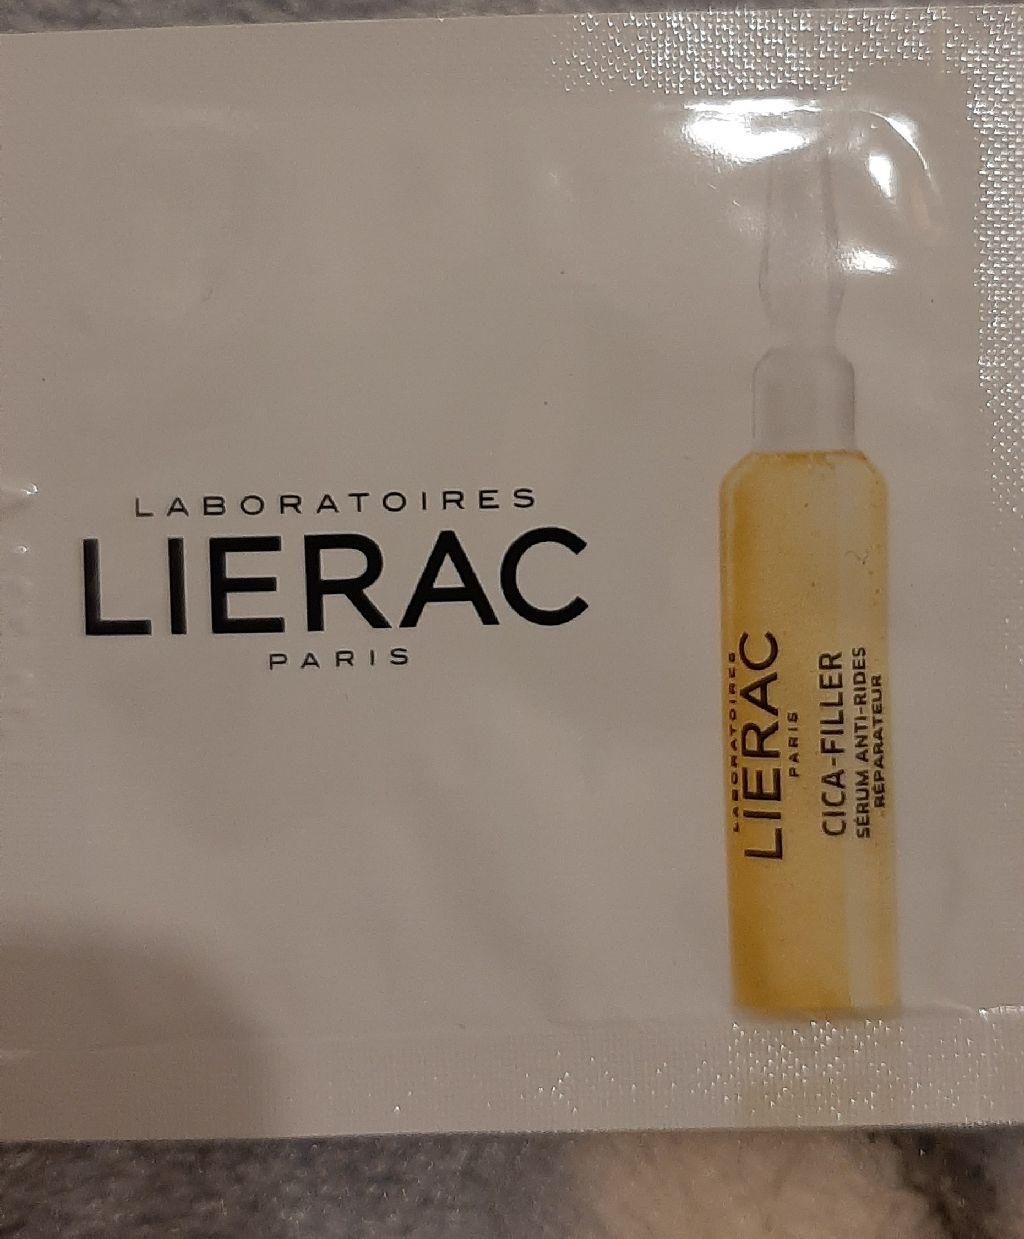 LABORATOIRES
LIERAC
PARIS
LABORATOIRES
LIERAC
PARIS
CICA-FILLER
SÉRUM ANTI-RIDES
RÉPARATEUR